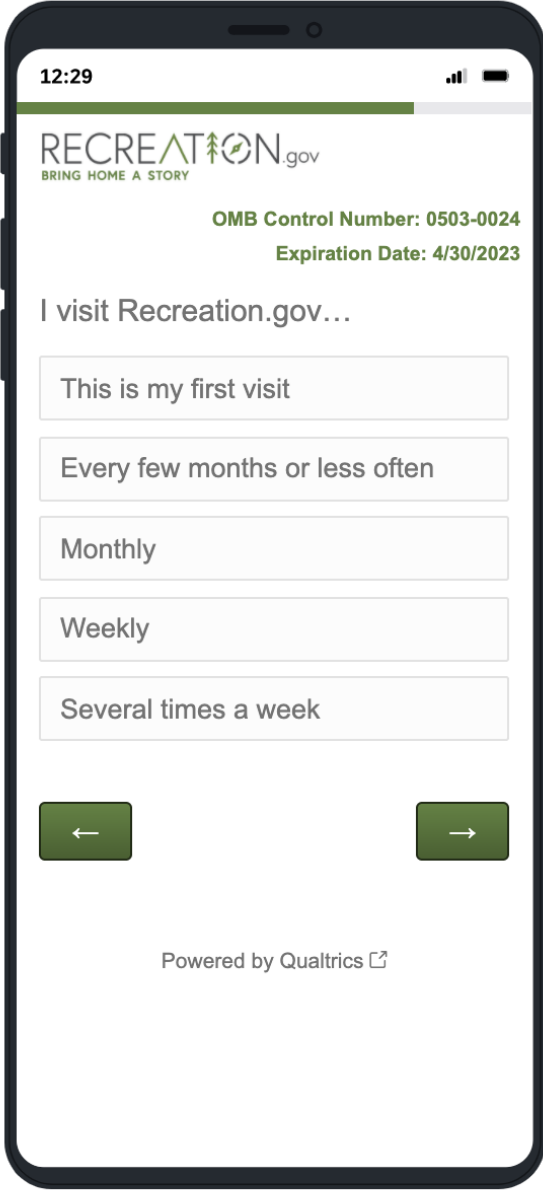 12:29
RECREATION.gov
BRING HOME A STORY
OMB Control Number: 0503-0024
Expiration Date: 4/30/2023
I visit Recreation.gov…
This is my first visit
Every few months or less often
Monthly
Weekly
Several times a week
← →
Powered by Qualtrics